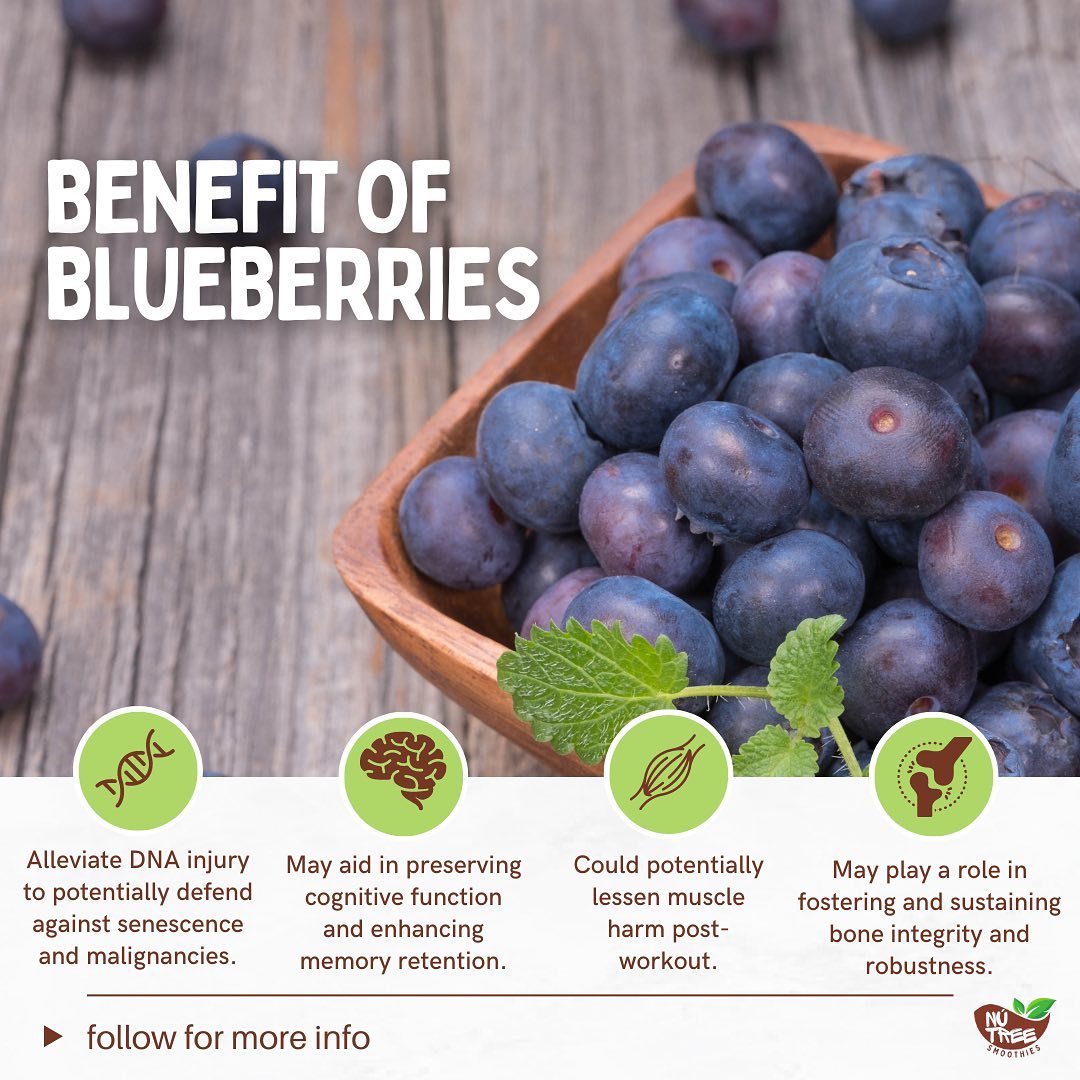 BENEFIT OF
BLUEBERRIES
Alleviate DNA injury
to potentially defend
against senescence
and malignancies.
May aid in preserving
cognitive function
and enhancing
memory retention.
Could potentially
lessen muscle
harm post-
workout.
May play a role in
fostering and sustaining
bone integrity and
robustness.
follow for more info
NÚ
TREE
SMOOTHIES